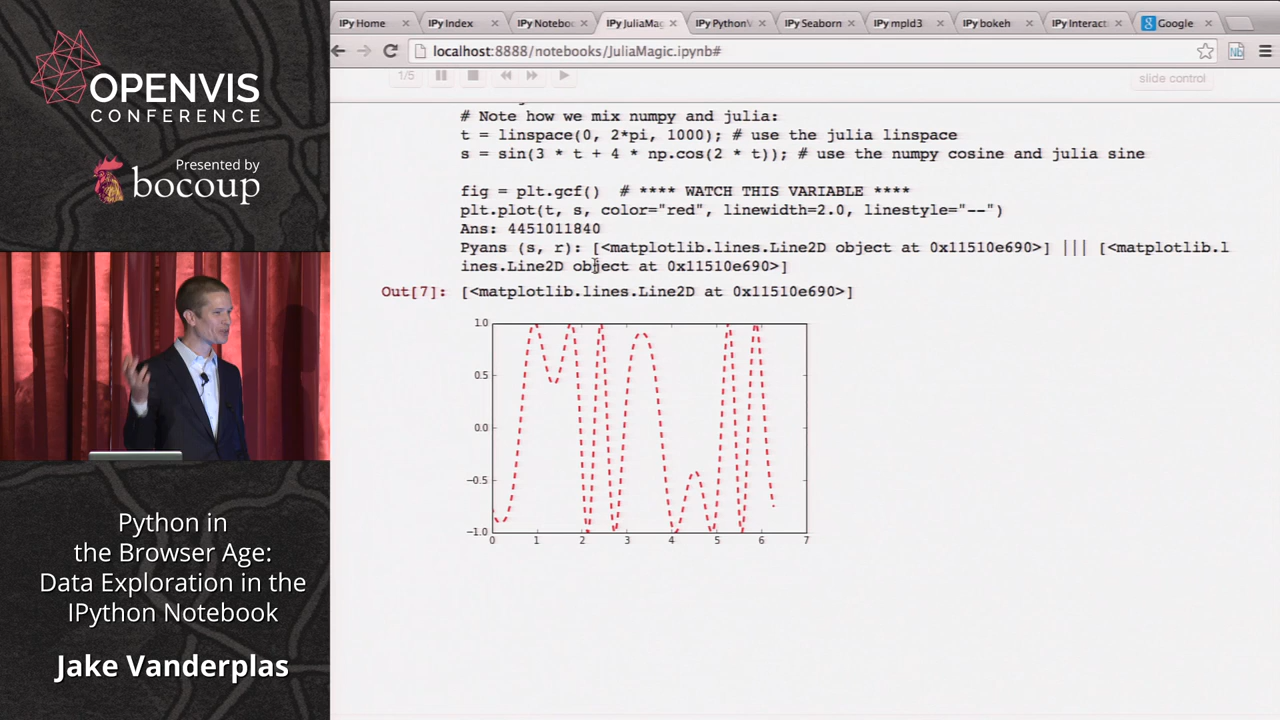 OPENVIS
CONFERENCE
Presented by
bocoup
Python in
the Browser Age:
Data Exploration in the
IPython Notebook
Jake Vanderplas
IPy Home
IPy Index
IPy Noteboo
IPy JuliaMag
IPy PythonV
IPy Seaborn
IPy mpld3
IPy bokeh
IPy Interact
Google
localhost:8888/notebooks/JuliaMagic.ipynb#
1/5
slide control
# Note how we mix numpy and julia:
t = linspace(0, 2*pi, 1000); # use the julia linspace
s = sin(3 * t + 4 * np.cos(2 * t)); # use the numpy cosine and julia sine
fig = plt.gcf() # **** WATCH THIS VARIABLE ****
plt.plot(t, s, color="red", linewidth=2.0, linestyle="--")
Ans: 4451011840
Pyans (s, r): [<matplotlib.lines.Line2D object at 0x11510e690>] ||| [<matplotlib.l
ines.Line2D object at 0x11510e690>]
Out[7]: [<matplotlib.lines.Line2D at 0x11510e690>]
1.0
0.5
0.0
−0.5
−1.0
0 1 2 3 4 5 6 7